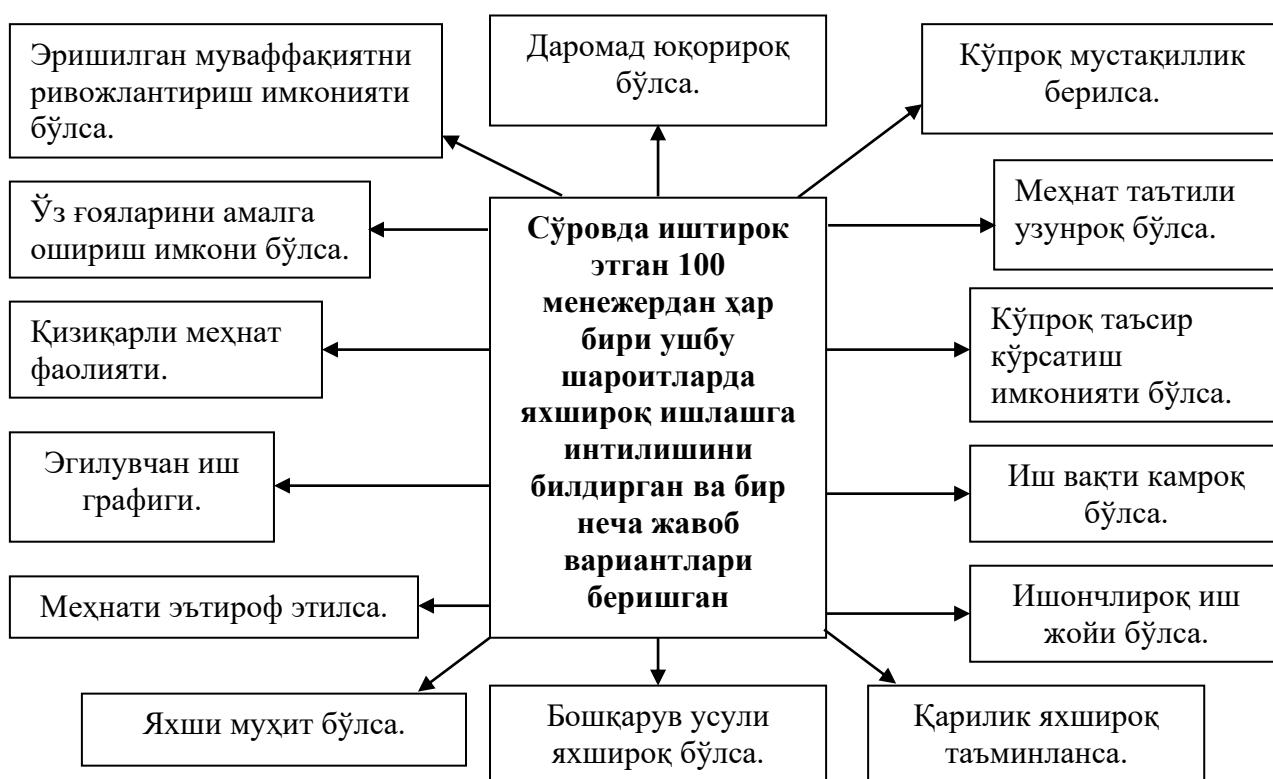 Эришилган муваффақиятни
ривожлантириш имконияти
бўлса.
Даромад юқорироқ
бўлса.
Кўпроқ мустақиллик
берилса.
Ўз ғояларини амалга
ошириш имкони бўлса.
Меҳнат таътили
узунроқ бўлса.
Қизиқарли меҳнат
фаолияти.
Сўровда иштирок
этган 100
менежердан ҳар
бири ушбу
шароитларда
яхшироқ ишлашга
интилишини
билдирган ва бир
неча жавоб
вариантлари
беришган
Кўпроқ таъсир
кўрсатиш
имконияти бўлса.
Эгилувчан иш
графиги.
Иш вақти камроқ
бўлса.
Меҳнати эътироф этилса.
Ишончлироқ иш
жойи бўлса.
Яхши муҳит бўлса.
Бошқарув усули
яхшироқ бўлса.
Қарилик яхшироқ
таъминланса.